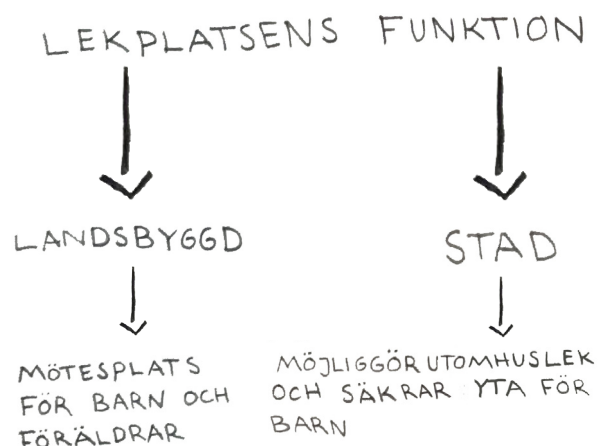 LEKPLATSENS FUNKTION
LANDSBYGGD
STAD
MÖTESPLATS
FÖR BARN OCH
FÖRÄLDRAR
MÖJLIGGÖR UTOMHUSLEK
OCH SÄKRAR YTA FÖR
BARN